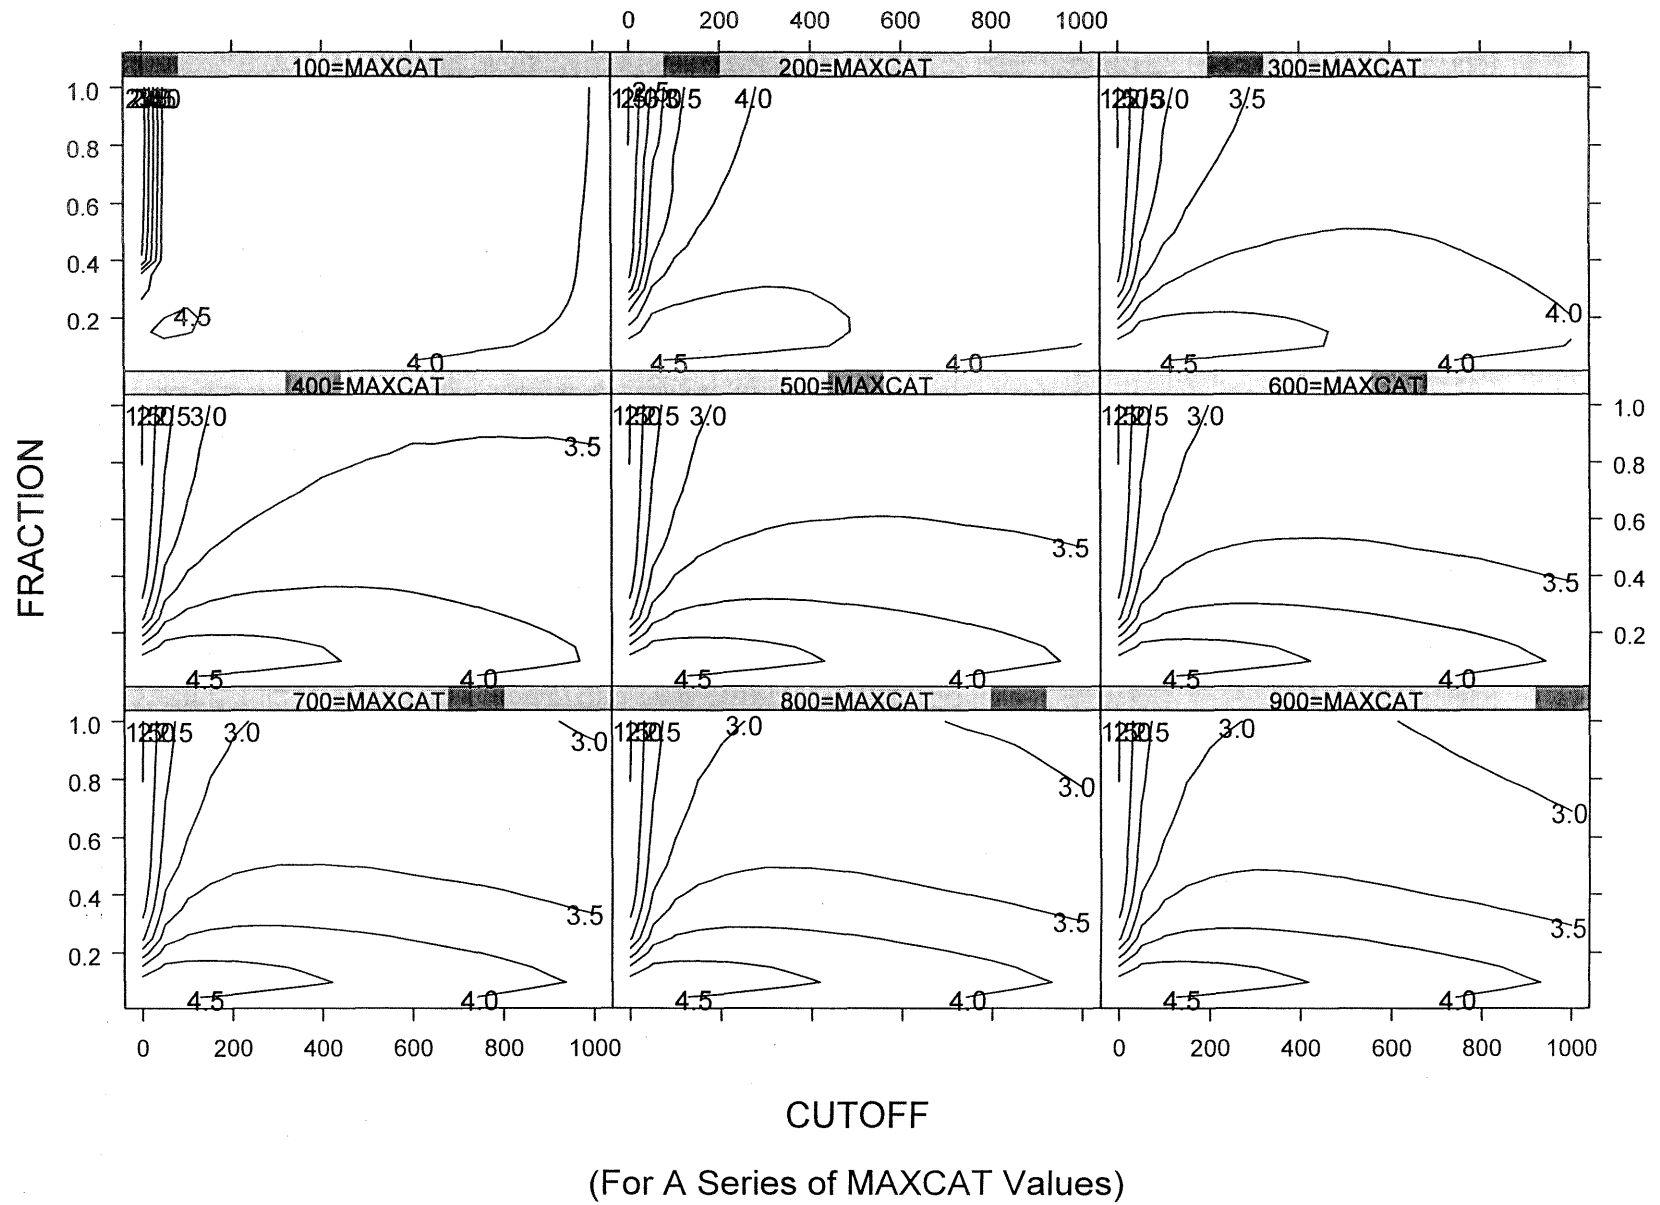 0 200 400 600 800 1000
100=MAXCAT 200=MAXCAT 300=MAXCAT
1.0 4.0 3.0 3.5
0.8
0.6
0.4
0.2 4.5 4.0
4.0 4.5 4.0 4.5 4.0
400=MAXCAT 500=MAXCAT 600=MAXCAT
3.0 3.5 3.0 3.0 1.0
0.8
3.5 0.6
3.5 0.4
0.2
4.5 4.0 4.5 4.0 4.5 4.0
FRACTION
700=MAXCAT 800=MAXCAT 900=MAXCAT
1.0 3.0 3.0 3.0 3.0
0.8 3.0 3.0
0.6
0.4 3.5 3.5 3.5
0.2
4.5 4.0 4.5 4.0 4.5 4.0
0 200 400 600 800 1000 0 200 400 600 800 1000
CUTOFF
(For A Series of MAXCAT Values)